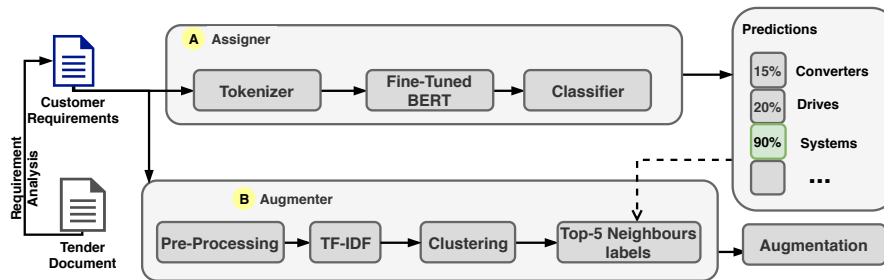 A Assigner
Predictions
Customer
Requirements
Tokenizer
Fine-Tuned
BERT
Classifier
15% Converters
20% Drives
90% Systems
...
Requirement
Analysis
Tender
Document
B Augmenter
Pre-Processing
TF-IDF
Clustering
Top-5 Neighbours
labels
Augmentation